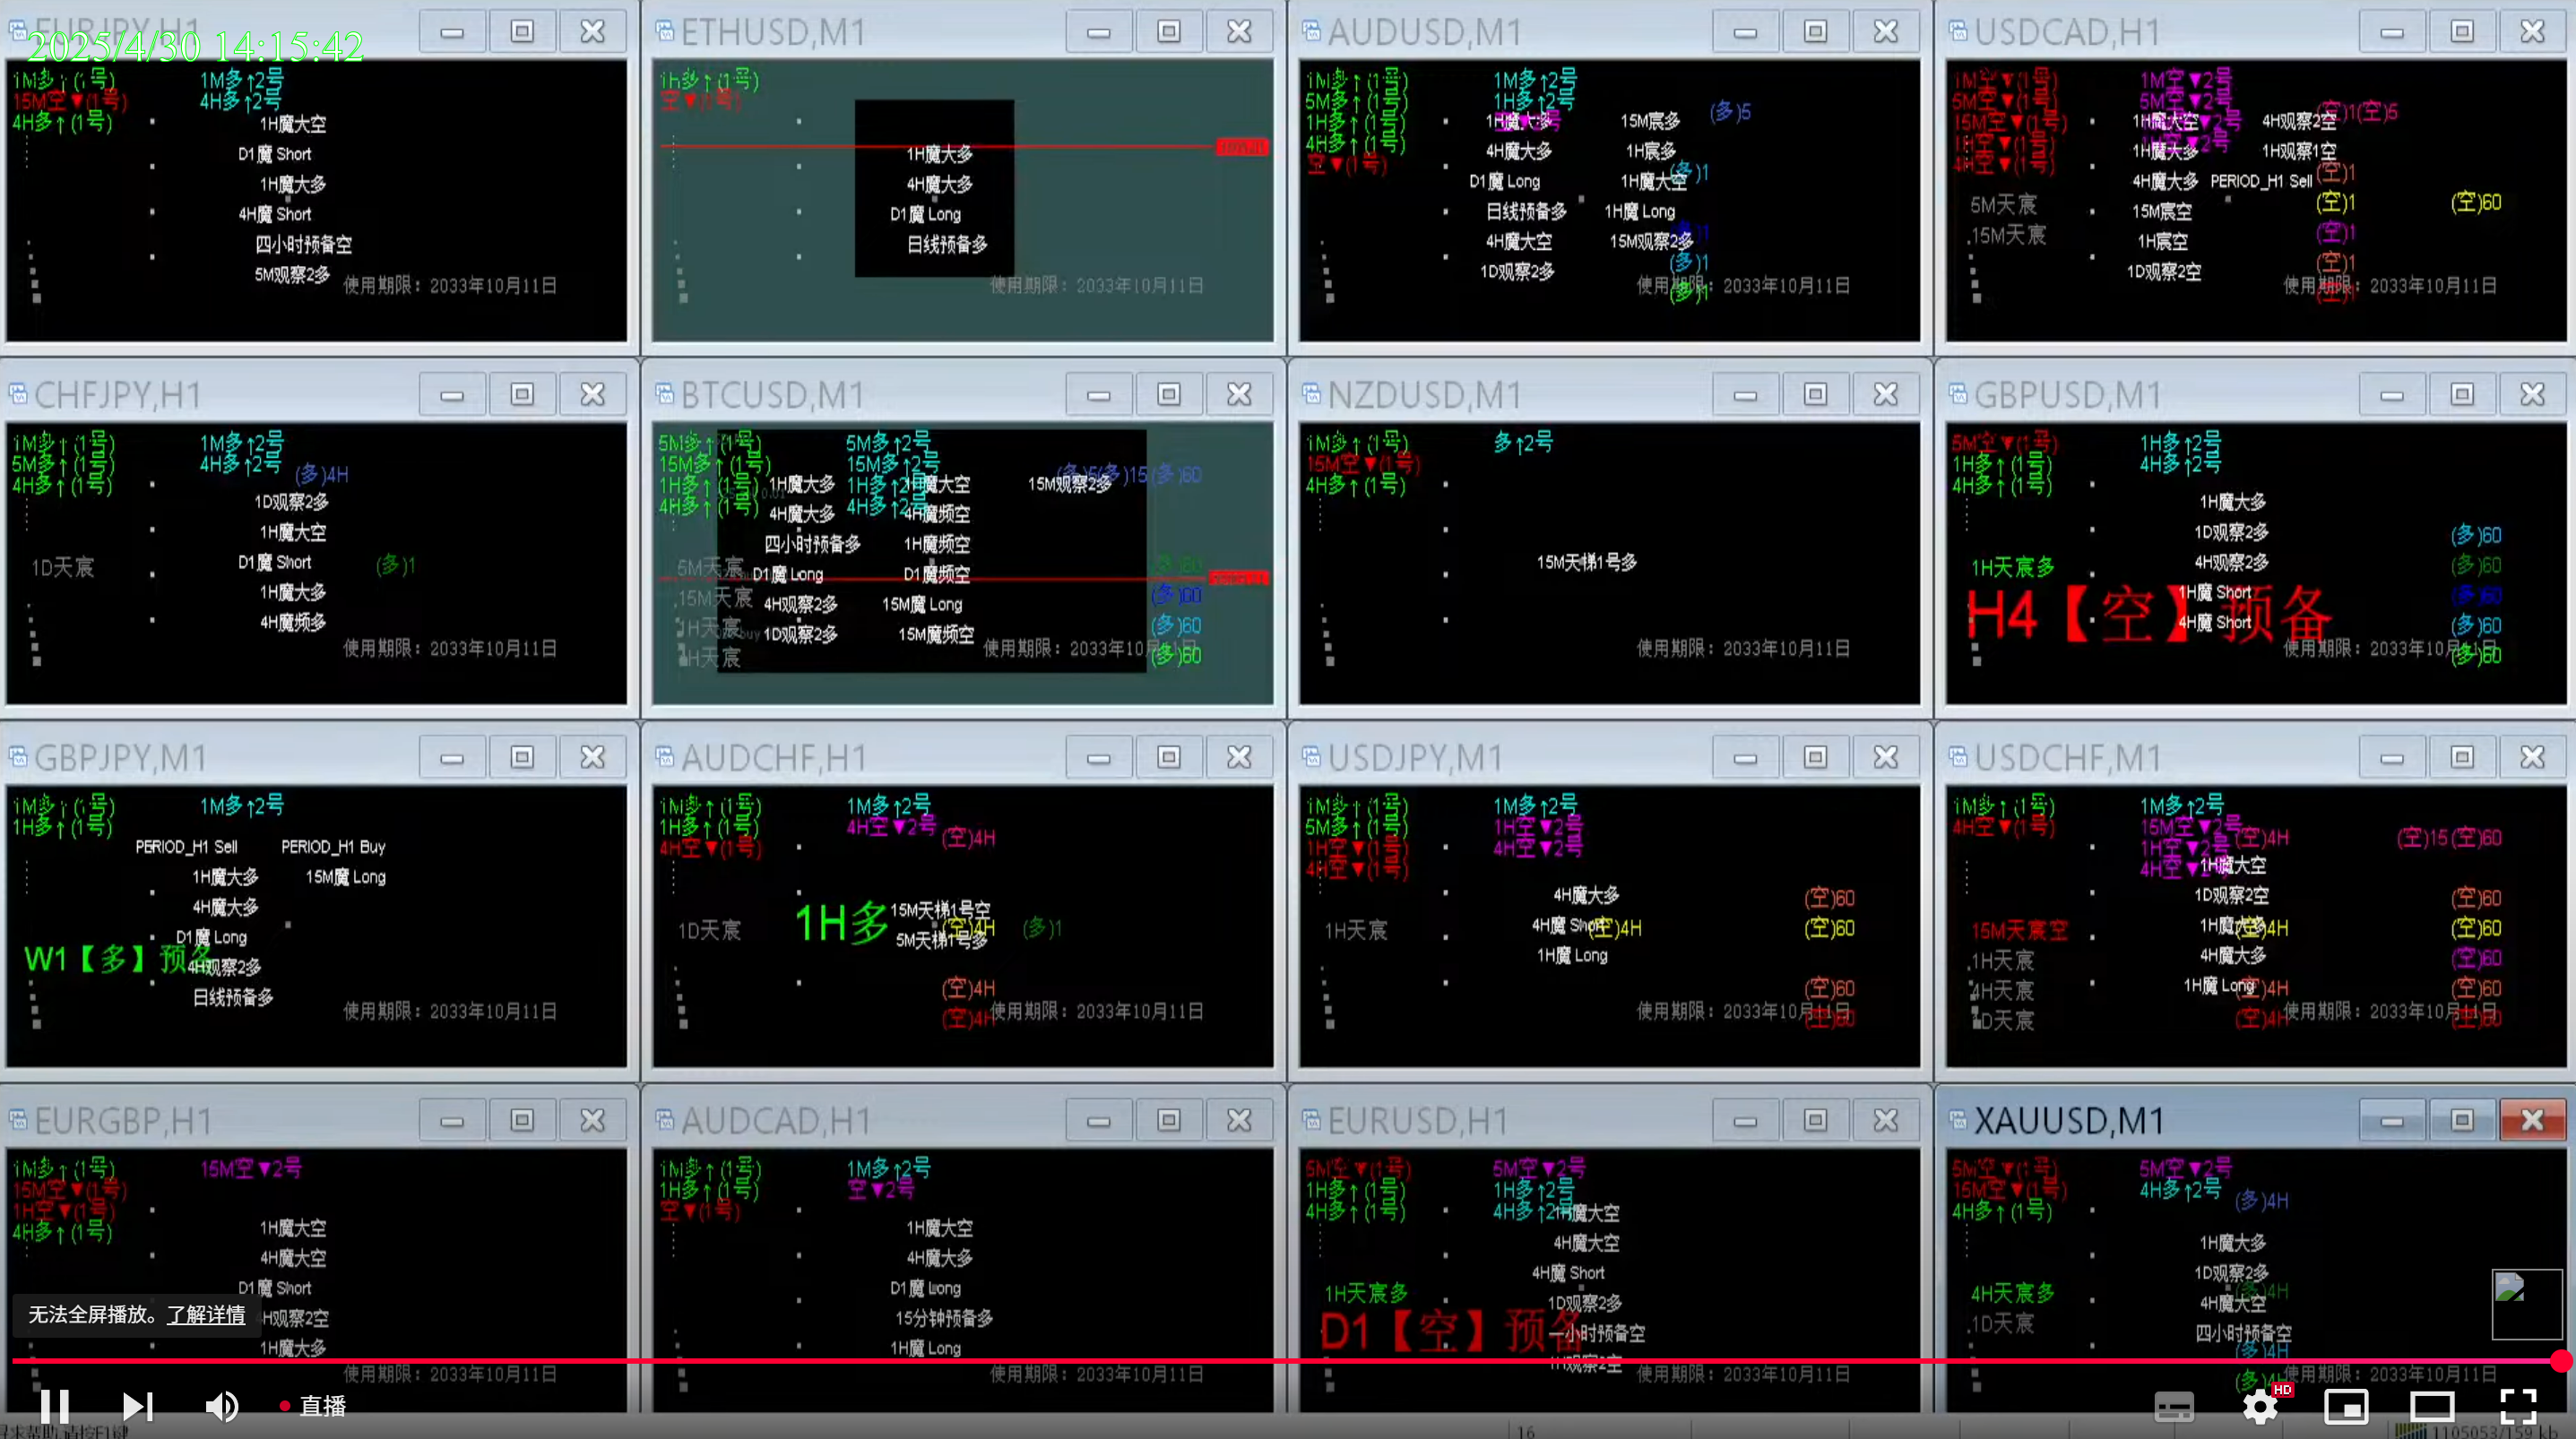 EURJPY,H1
2025/4/30 14:15:42
1M多↑(1号)
1M多↑2号
15M空▼(1号)
4H多↑2号
4H多↑(1号)
1H魔大空
D1魔 Short
1H魔大多
4H魔 Short
四小时预备空
5M观察2多
使用期限：2033年10月11日
ETHUSD,M1
1h多↑(1号)
空▼(1号)
1H魔大多
4H魔大多
D1魔 Long
日线预备多
使用期限：2033年10月11日
AUDUSD,M1
1M多↑(1号)
1M多↑2号
5M多↑(1号)
1H多↑2号
1H多↑(1号)
4H多↑(1号)
空▼(1号)
(多)5
1H魔大多
15M宸多
4H魔大多
1H宸多
(多)1
D1魔 Long
1H魔大空
日线预备多
1H魔 Long
4H魔大空
15M观察2多
1D观察2多
(多)1
(多)1
使用期限：2033年10月11日
USDCAD,H1
1M空▼(1号)
1M空▼2号
5M空▼(1号)
5M空▼2号
15M空▼(1号)
1H空▼(1号)
4H空▼(1号)
(空)1(空)5
1H魔大空
4H观察2空
1H魔大多
1H观察1空
4H魔大多
PERIOD_H1 Sell
(空)1
5M天宸
15M宸空
(空)1
(空)60
15M天宸
1H宸空
(空)1
1D观察2空
(空)1
使用期限：2033年10月11日
CHFJPY,H1
1M多↑(1号)
1M多↑2号
5M多↑(1号)
4H多↑2号
4H多↑(1号)
(多)4H
1D观察2多
1H魔大空
1D天宸
D1魔 Short
(多)1
1H魔大多
4H魔频多
使用期限：2033年10月11日
BTCUSD,M1
5M多↑(1号)
5M多↑2号
15M多↑(1号)
15M多↑2号
1H多↑(1号)
4H多↑(1号)
(多)5(多)15(多)60
1H魔大多
15M观察2多
4H魔大多
4H魔频空
四小时预备多
1H魔频空
5M天宸
D1魔 Long
D1魔频空
(多)60
15M天宸
4H观察2多
15M魔 Long
(多)60
1H天宸
1D观察2多
15M魔频空
(多)60
(多)60
使用期限：2033年10月11日
NZDUSD,M1
1M多↑(1号)
多↑2号
15M空▼(1号)
4H多↑(1号)
15M天梯1号多
使用期限：2033年10月11日
GBPUSD,M1
5M空▼(1号)
1H多↑2号
1H多↑(1号)
4H多↑2号
4H多↑(1号)
1H魔大多
1D观察2多
(多)60
1H天宸多
4H观察2多
(多)60
H4【空】预备
1H魔 Short
(多)60
4H魔 Short
(多)60
(多)60
使用期限：2033年10月11日
GBPJPY,M1
1M多↑(1号)
1M多↑2号
1H多↑(1号)
PERIOD_H1 Sell
PERIOD_H1 Buy
1H魔大多
15M魔 Long
4H魔大多
D1魔 Long
W1【多】预备
4H观察2多
日线预备多
使用期限：2033年10月11日
AUDCHF,H1
1M多↑(1号)
1M多↑2号
1H多↑(1号)
4H空▼2号
4H空▼(1号)
(空)4H
1D天宸
1H多
15M天梯1号空
(空)4H
(多)1
5M天梯1号多
(空)4H
(空)4H
使用期限：2033年10月11日
USDJPY,M1
1M多↑(1号)
1M多↑2号
5M多↑(1号)
1H空▼2号
1H空▼(1号)
4H空▼2号
4H空▼(1号)
4H魔大多
(空)60
1H天宸
4H魔 Short
(空)4H
(空)60
1H魔 Long
(空)60
(空)60
使用期限：2033年10月11日
USDCHF,M1
1M多↑(1号)
1M多↑2号
4H空▼(1号)
15M空▼2号
(空)4H
(空)15(空)60
1H空▼2号
4H空▼2号
1H魔大空
1D观察2空
(空)60
15M天宸空
1H魔大多
(空)4H
(空)60
1H天宸
4H魔大多
(空)60
4H天宸
1H魔 Long
(空)4H
(空)60
1D天宸
(空)4H
(空)60
使用期限：2033年10月11日
EURGBP,H1
1M多↑(1号)
15M空▼2号
15M空▼(1号)
1H空▼(1号)
4H多↑(1号)
1H魔大空
4H魔大空
D1魔 Short
4H观察2空
1H魔大多
使用期限：2033年10月11日
AUDCAD,H1
1M多↑(1号)
1M多↑2号
1H多↑(1号)
空▼2号
空▼(1号)
1H魔大空
4H魔大多
D1魔 Long
15分钟预备多
1H魔 Long
使用期限：2033年10月11日
EURUSD,H1
5M空▼(1号)
5M空▼2号
1H多↑(1号)
1H多↑2号
4H多↑(1号)
4H多↑2号
1H魔大空
4H魔大空
4H魔 Short
1H天宸多
1D观察2多
D1【空】预备
一小时预备空
1H观察2空
使用期限：2033年10月11日
XAUUSD,M1
5M空▼(1号)
5M空▼2号
15M空▼(1号)
4H多↑2号
4H多↑(1号)
(多)4H
1H魔大多
1D观察2多
4H天宸多
(多)4H
4H魔大空
1D天宸
四小时预备空
(多)4H
(多)4H
使用期限：2033年10月11日
无法全屏播放。了解详情
直播
HD
16
1105053/159 kb